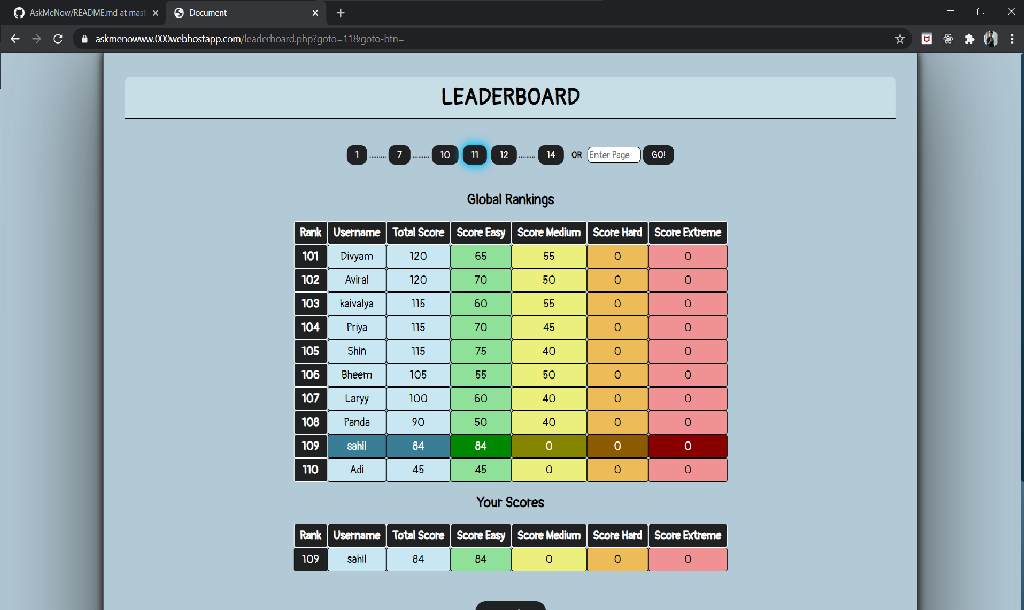 AskMeNow/README.md at mast
Document
askmenowww.000webhostapp.com/leaderboard.php?goto=11&goto-btn=
LEADERBOARD
1 ........ 7 ........ 10 11 12 ........ 14 OR Enter Page GO!
Global Rankings
Rank Username Total Score Score Easy Score Medium Score Hard Score Extreme
101 Divyam 120 65 55 0 0
102 Aviral 120 70 50 0 0
103 kaivalya 115 60 55 0 0
104 Priya 115 70 45 0 0
105 Shin 115 75 40 0 0
106 Bheem 105 55 50 0 0
107 Laryy 100 60 40 0 0
108 Panda 90 50 40 0 0
109 sahil 84 84 0 0 0
110 Adi 45 45 0 0 0
Your Scores
Rank Username Total Score Score Easy Score Medium Score Hard Score Extreme
109 sahil 84 84 0 0 0